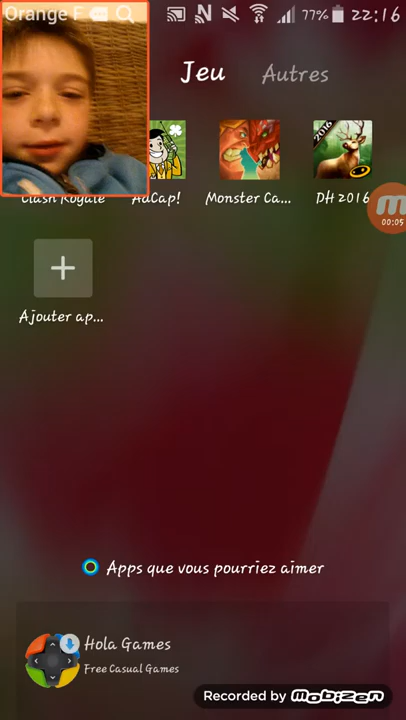 Orange F 77% 22:16
Jeu Autres
Clash Royale AdCap! Monster Ca... DH 2016
2016
00:05
Ajouter ap...
Apps que vous pourriez aimer
Hola Games
Free Casual Games
Recorded by mobizen